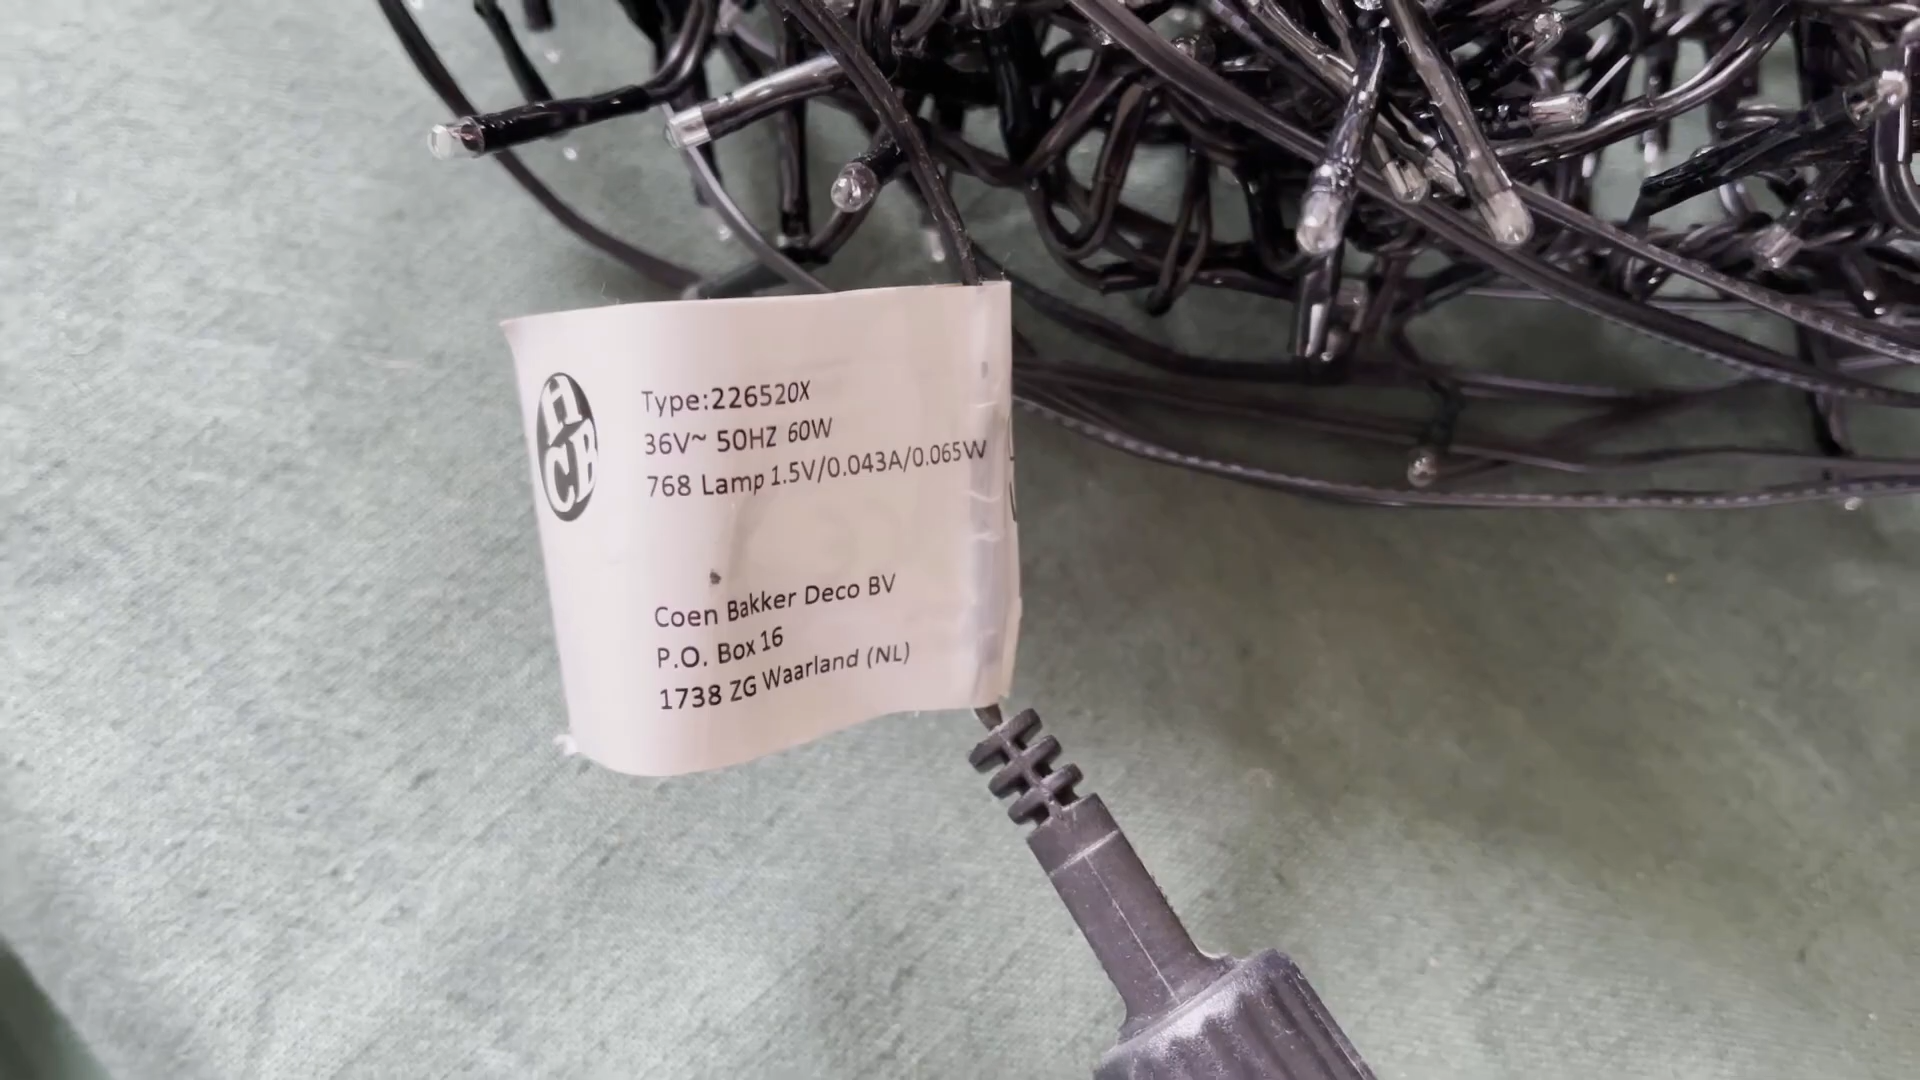 HCB
Type:226520X
36V~ 50HZ 60W
768 Lamp 1.5V/0.043A/0.065W
Coen Bakker Deco BV
P.O. Box 16
1738 ZG Waarland (NL)